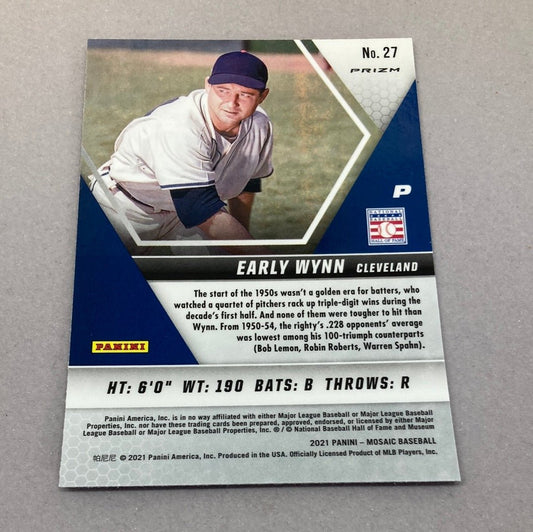 No. 27
PRIZM
P
NATIONAL
BASEBALL
HALL OF FAME
EARLY WYNN CLEVELAND
The start of the 1950s wasn't a golden era for batters, who
watched a quartet of pitchers rack up triple-digit wins during the
decade's first half. And none of them were tougher to hit than
Wynn. From 1950-54, the righty's .228 opponents' average
was lowest among his 100-triumph counterparts
(Bob Lemon, Robin Roberts, Warren Spahn).
PANINI
HT: 6'0" WT: 190 BATS: B THROWS: R
Panini America, Inc. is in no way affiliated with either Major League Baseball or Major League Baseball
Properties, Inc. nor have these trading cards been prepared, approved, endorsed, or licensed by either Major
League Baseball or Major League Baseball Properties, Inc. ® / © National Baseball Hall of Fame and Museum
2021 PANINI – MOSAIC BASEBALL
帕尼尼 © 2021 Panini America, Inc. Produced in the USA. Officially Licensed Product of MLB Players, Inc.